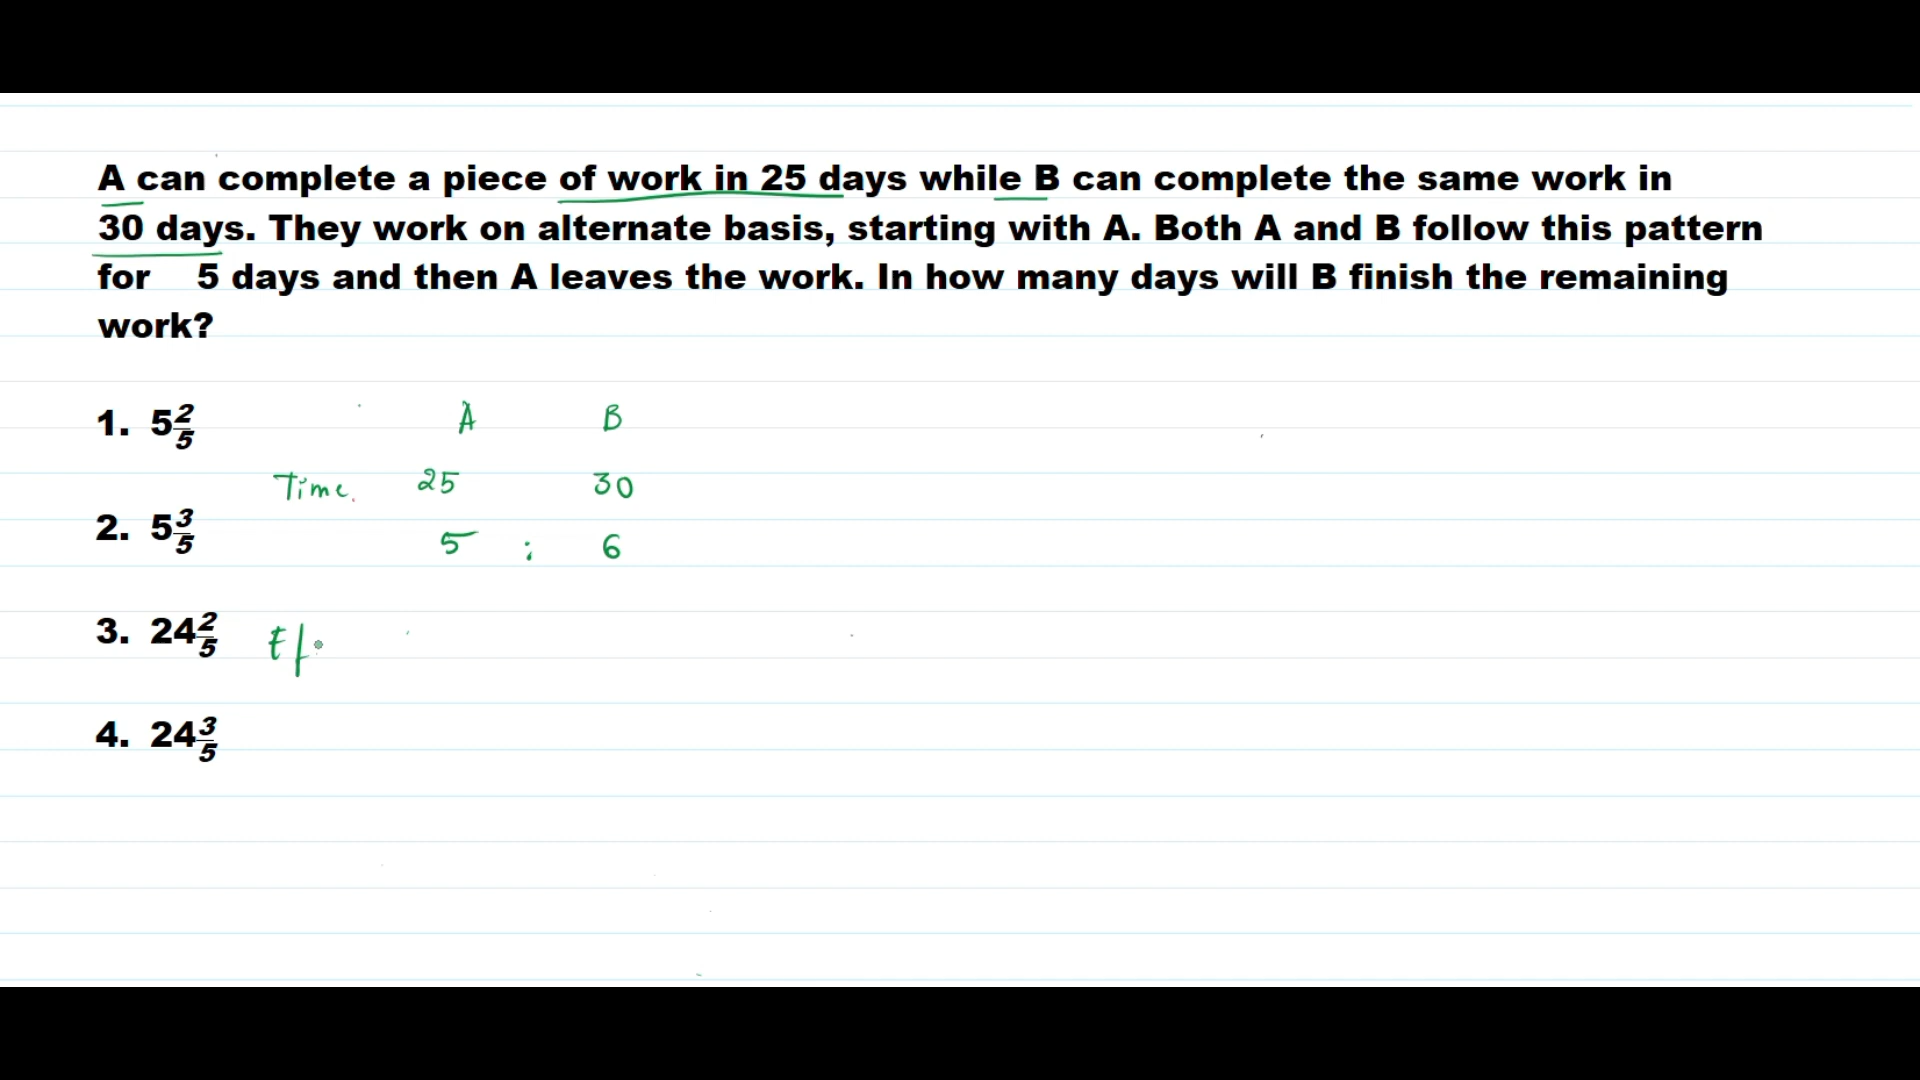 A can complete a piece of work in 25 days while B can complete the same work in
30 days. They work on alternate basis, starting with A. Both A and B follow this pattern
for 5 days and then A leaves the work. In how many days will B finish the remaining
work?
1. 5 2/5
A B
Time. 25 30
2. 5 3/5
5 : 6
3. 24 2/5
Ef
4. 24 3/5